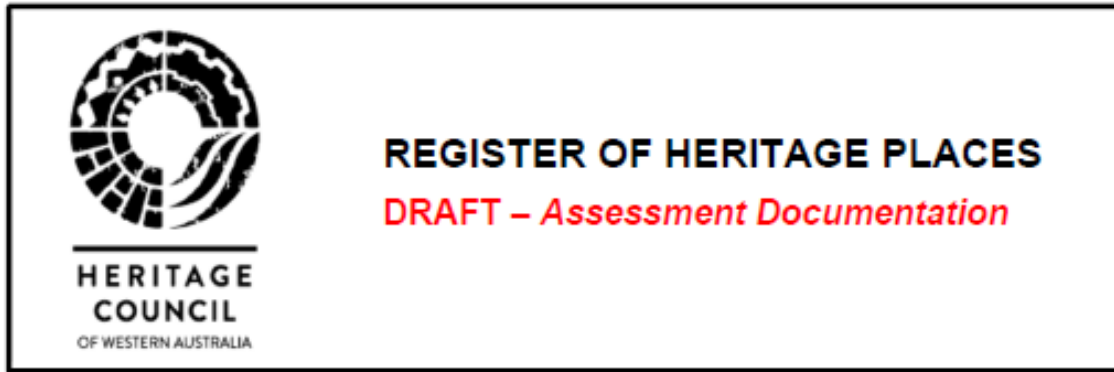 REGISTER OF HERITAGE PLACES
DRAFT – Assessment Documentation
HERITAGE
COUNCIL
OF WESTERN AUSTRALIA